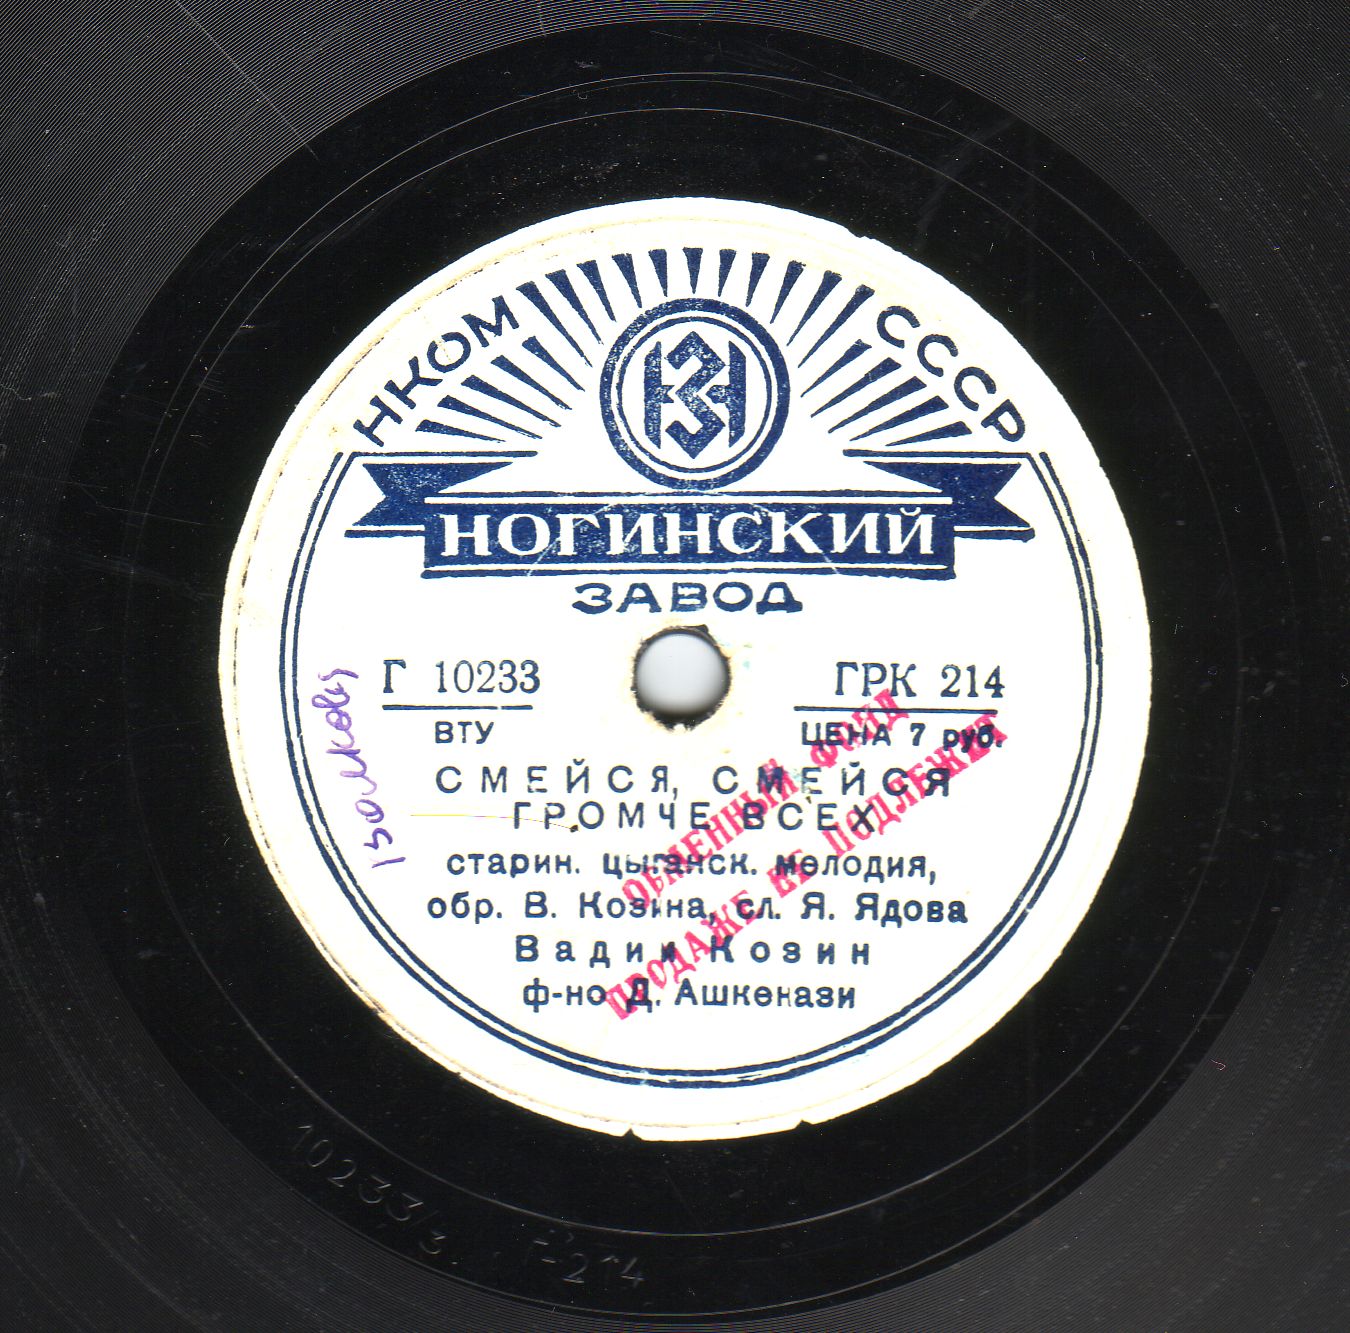 НКОМ СССР
НОГИНСКИЙ
ЗАВОД
Г 10233
ГРК 214
ВТУ
ЦЕНА 7 руб.
СМЕЙСЯ, СМЕЙСЯ
ГРОМЧЕ ВСЕХ
старин. цыганск. мелодия,
обр. В. Козина, сл. Я. Ядова
Вадим Козин
ф-но Д. Ашкенази
ОБМЕННЫЙ ФОНД
ПРОДАЖЕ НЕ ПОДЛЕЖИТ
10233/3 Г-214